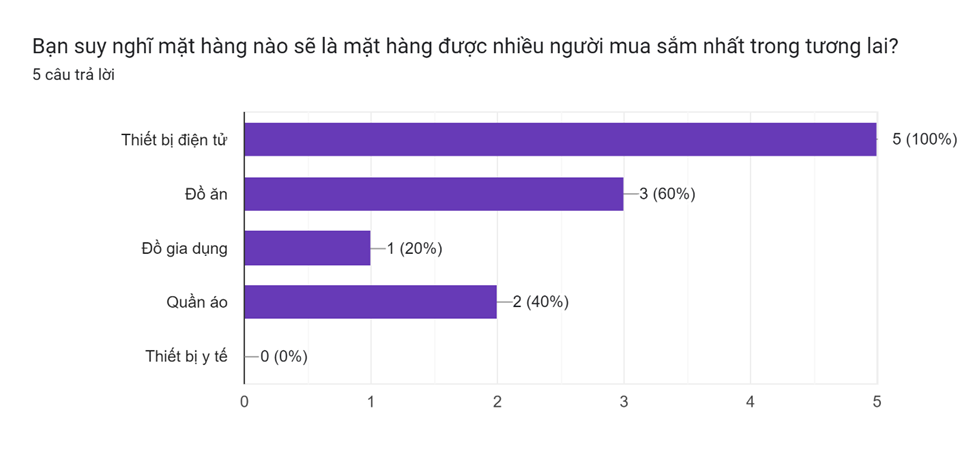 Bạn suy nghĩ mặt hàng nào sẽ là mặt hàng được nhiều người mua sắm nhất trong tương lai?
5 câu trả lời
Thiết bị điện tử 5 (100%)
Đồ ăn 3 (60%)
Đồ gia dụng 1 (20%)
Quần áo 2 (40%)
Thiết bị y tế 0 (0%)
0 1 2 3 4 5